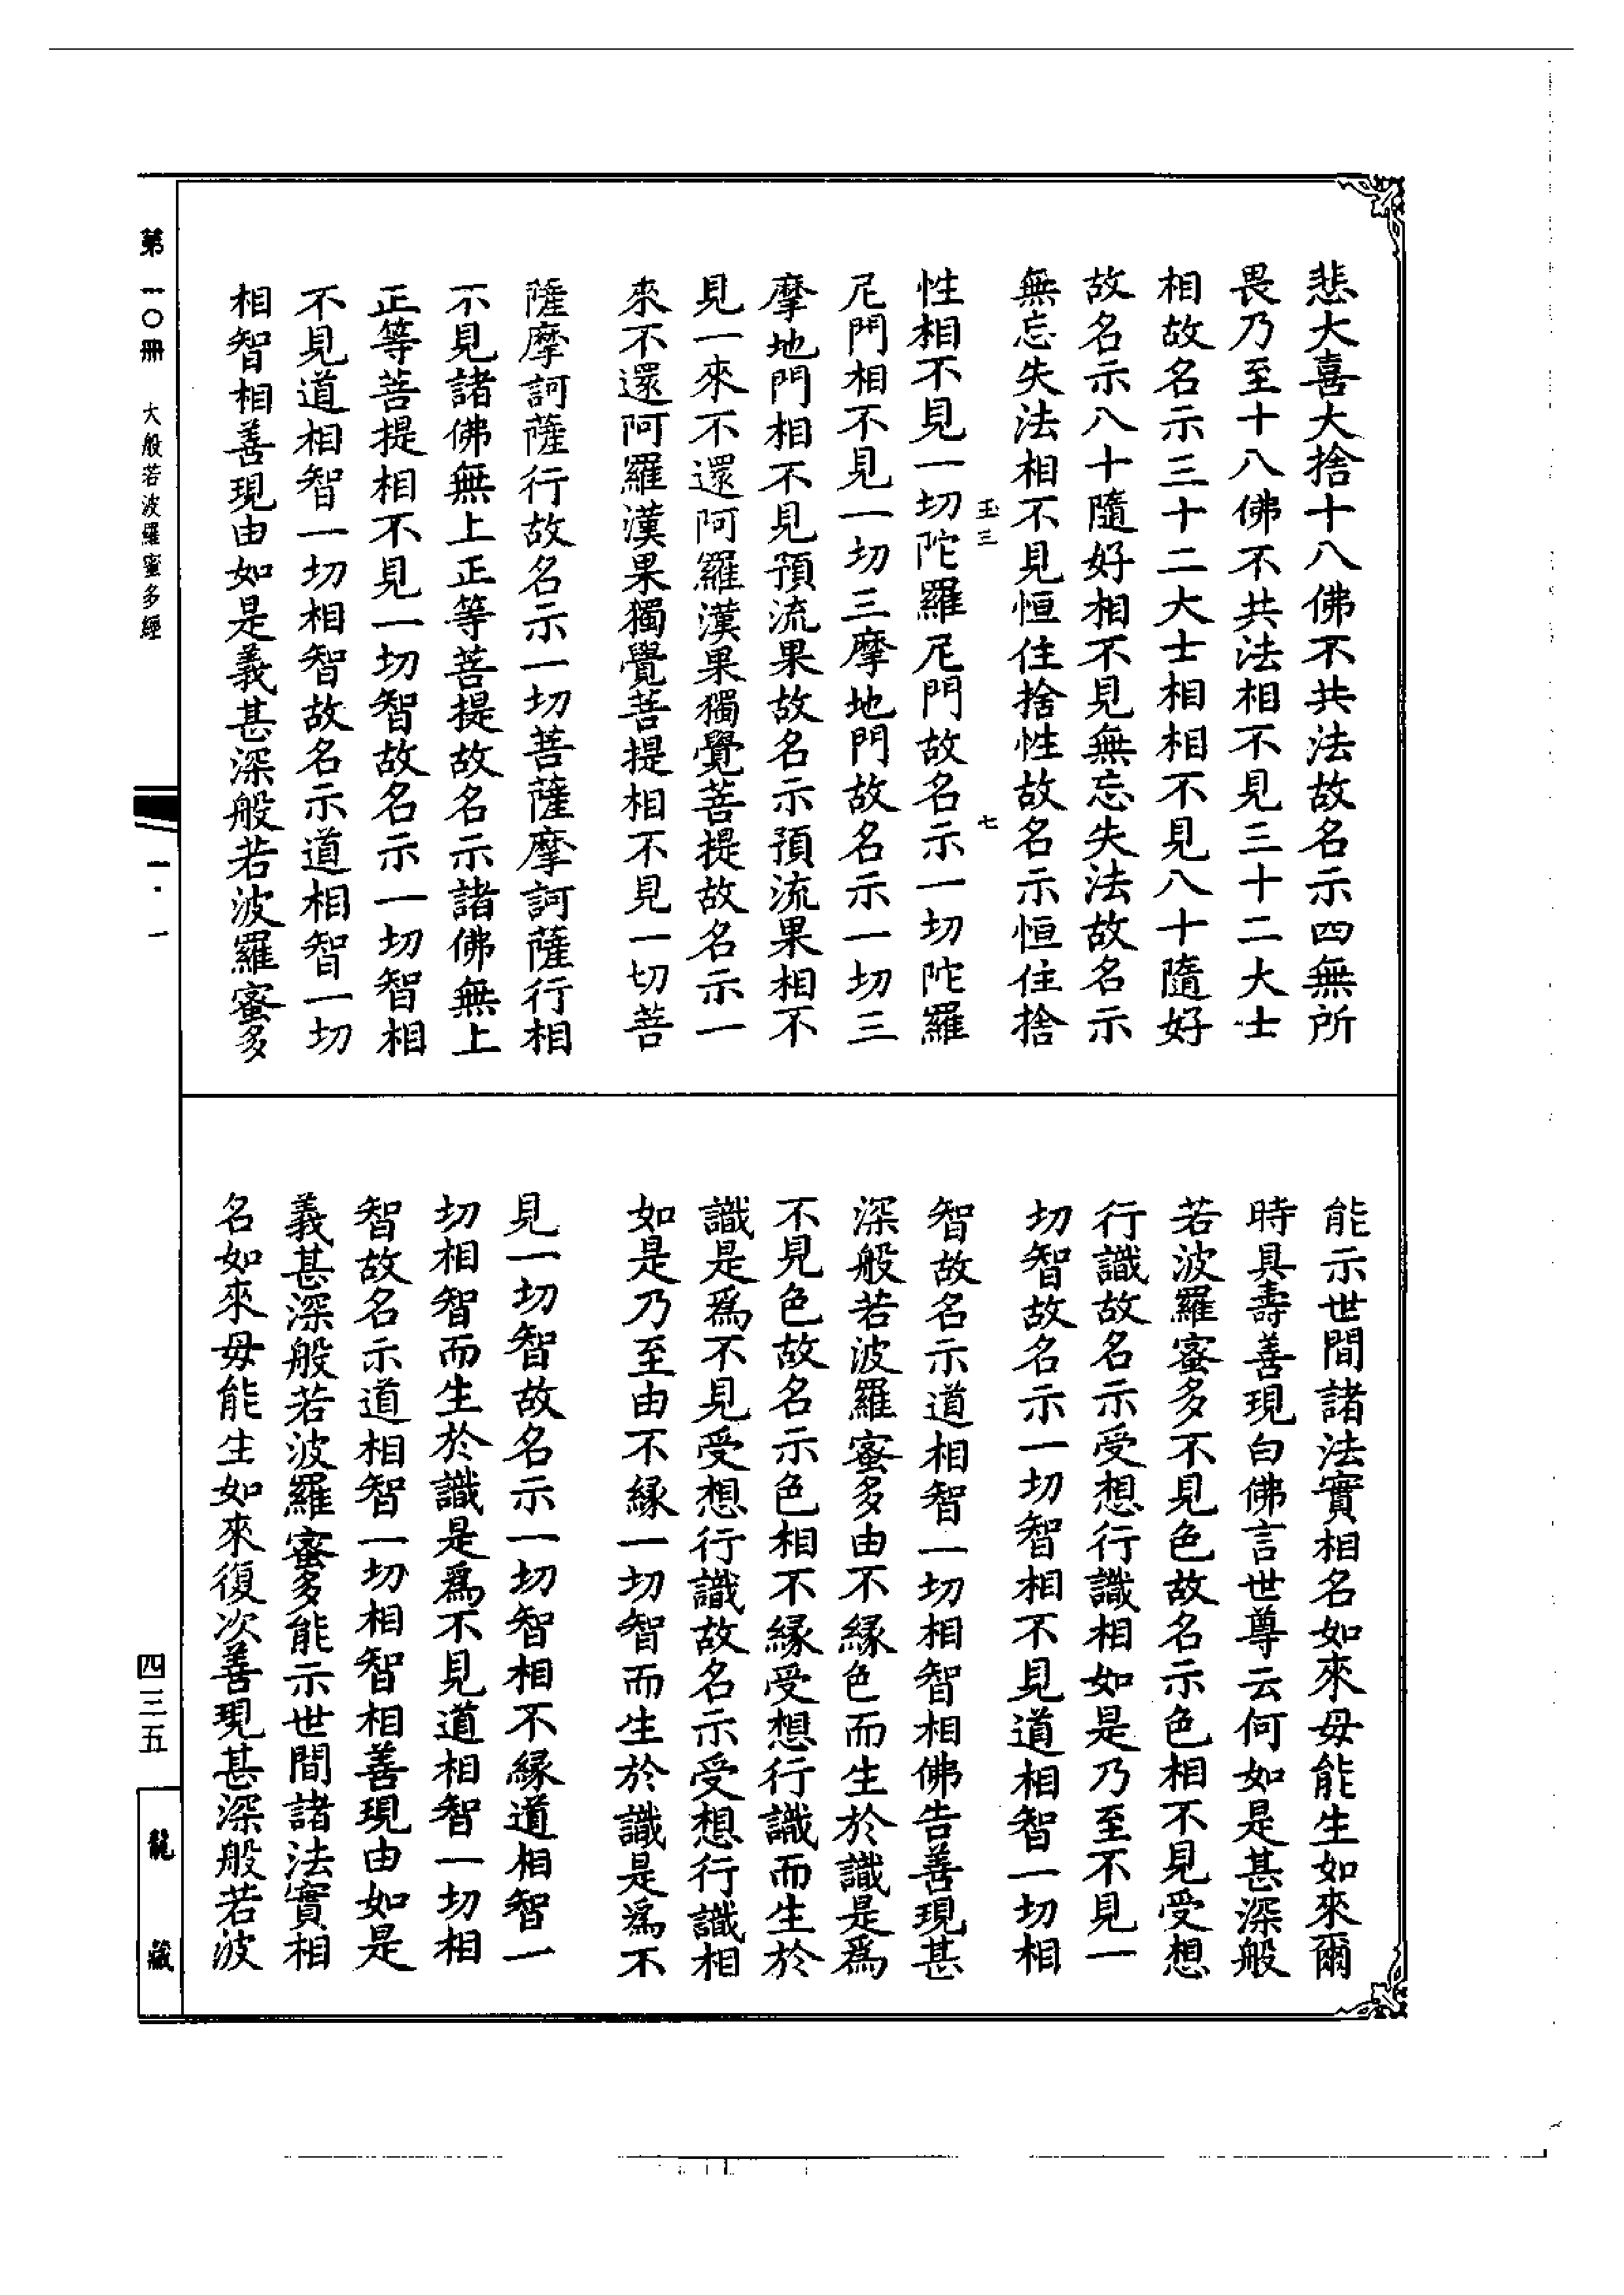 悲大喜大捨十八佛不共法故名示四無所
畏乃至十八佛不共法相不見三十二大士
相故名示三十二大士相相不見八十隨好
故名示八十隨好相不見無忘失法故名示
無忘失法相不見恒住捨性故名示恒住捨
玉三
七
性相不見一切陀羅尼門故名示一切陀羅
尼門相不見一切三摩地門故名示一切三
摩地門相不見預流果故名示預流果相不
見一來不還阿羅漢果獨覺菩提故名示一
來不還阿羅漢果獨覺菩提相不見一切菩
薩摩訶薩行故名示一切菩薩摩訶薩行相
不見諸佛無上正等菩提故名示諸佛無上
正等菩提相不見一切智故名示一切智相
不見道相智一切相智故名示道相智一切
相智相善現由如是義甚深般若波羅蜜多
能示世間諸法實相名如來母能生如來爾
時具壽善現白佛言世尊云何如是甚深般
若波羅蜜多不見色故名示色相不見受想
行識故名示受想行識相如是乃至不見一
切智故名示一切智相不見道相智一切相
智故名示道相智一切相智相佛告善現甚
深般若波羅蜜多由不緣色而生於識是爲
不見色故名示色相不緣受想行識而生於
識是爲不見受想行識故名示受想行識相
如是乃至由不緣一切智而生於識是爲不
見一切智故名示一切智相不緣道相智一
切相智而生於識是爲不見道相智一切相
智故名示道相智一切相智相善現由如是
義甚深般若波羅蜜多能示世間諸法實相
名如來母能生如來復次善現甚深般若波
第一〇冊 大般若波羅蜜多經
一·一
四三五
龍藏